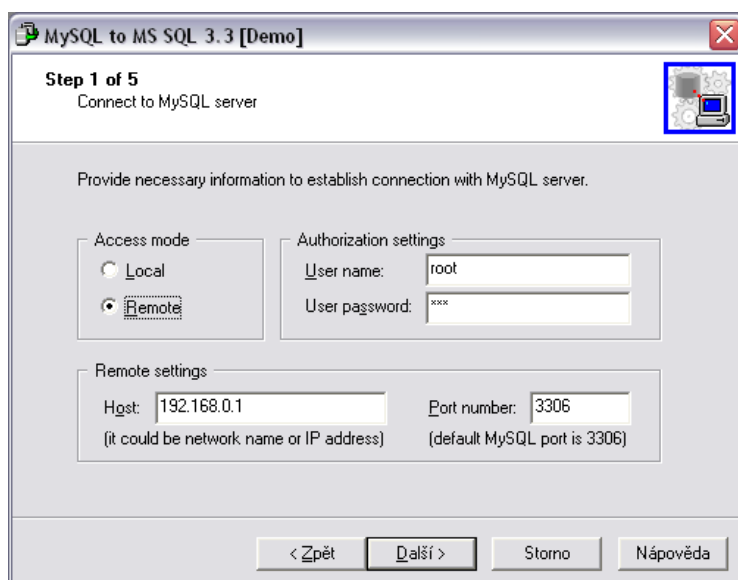 MySQL to MS SQL 3.3 [Demo]
Step 1 of 5
Connect to MySQL server
Provide necessary information to establish connection with MySQL server.
Access mode
Local
Remote
Authorization settings
User name: root
User password: ***
Remote settings
Host: 192.168.0.1 Port number: 3306
(it could be network name or IP address) (default MySQL port is 3306)
< Zpět Další > Storno Nápověda